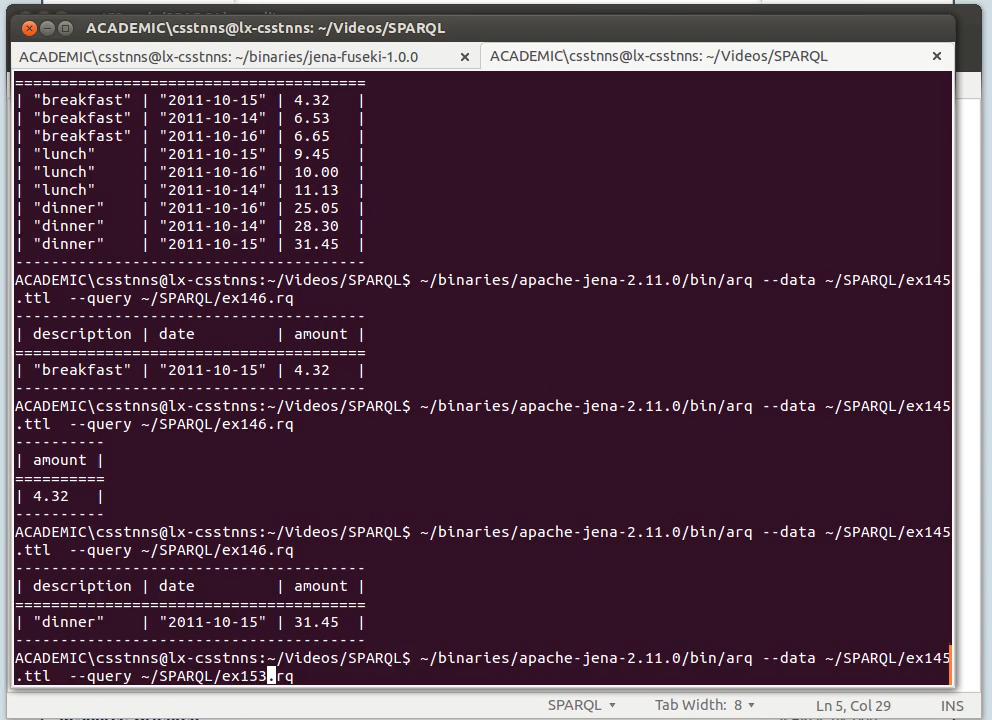 ACADEMIC\csstnns@lx-csstnns: ~/Videos/SPARQL
ACADEMIC\csstnns@lx-csstnns: ~/binaries/jena-fuseki-1.0.0 × ACADEMIC\csstnns@lx-csstnns: ~/Videos/SPARQL ×
=======================================
| "breakfast" | "2011-10-15" | 4.32   |
| "breakfast" | "2011-10-14" | 6.53   |
| "breakfast" | "2011-10-16" | 6.65   |
| "lunch"     | "2011-10-15" | 9.45   |
| "lunch"     | "2011-10-16" | 10.00  |
| "lunch"     | "2011-10-14" | 11.13  |
| "dinner"    | "2011-10-16" | 25.05  |
| "dinner"    | "2011-10-14" | 28.30  |
| "dinner"    | "2011-10-15" | 31.45  |
---------------------------------------
ACADEMIC\csstnns@lx-csstnns:~/Videos/SPARQL$ ~/binaries/apache-jena-2.11.0/bin/arq --data ~/SPARQL/ex145
.ttl  --query ~/SPARQL/ex146.rq
---------------------------------------
| description | date         | amount |
=======================================
| "breakfast" | "2011-10-15" | 4.32   |
---------------------------------------
ACADEMIC\csstnns@lx-csstnns:~/Videos/SPARQL$ ~/binaries/apache-jena-2.11.0/bin/arq --data ~/SPARQL/ex145
.ttl  --query ~/SPARQL/ex146.rq
----------
| amount |
==========
| 4.32   |
----------
ACADEMIC\csstnns@lx-csstnns:~/Videos/SPARQL$ ~/binaries/apache-jena-2.11.0/bin/arq --data ~/SPARQL/ex145
.ttl  --query ~/SPARQL/ex146.rq
---------------------------------------
| description | date         | amount |
=======================================
| "dinner"    | "2011-10-15" | 31.45  |
---------------------------------------
ACADEMIC\csstnns@lx-csstnns:~/Videos/SPARQL$ ~/binaries/apache-jena-2.11.0/bin/arq --data ~/SPARQL/ex145
.ttl  --query ~/SPARQL/ex153.rq
SPARQL Tab Width: 8 Ln 5, Col 29 INS